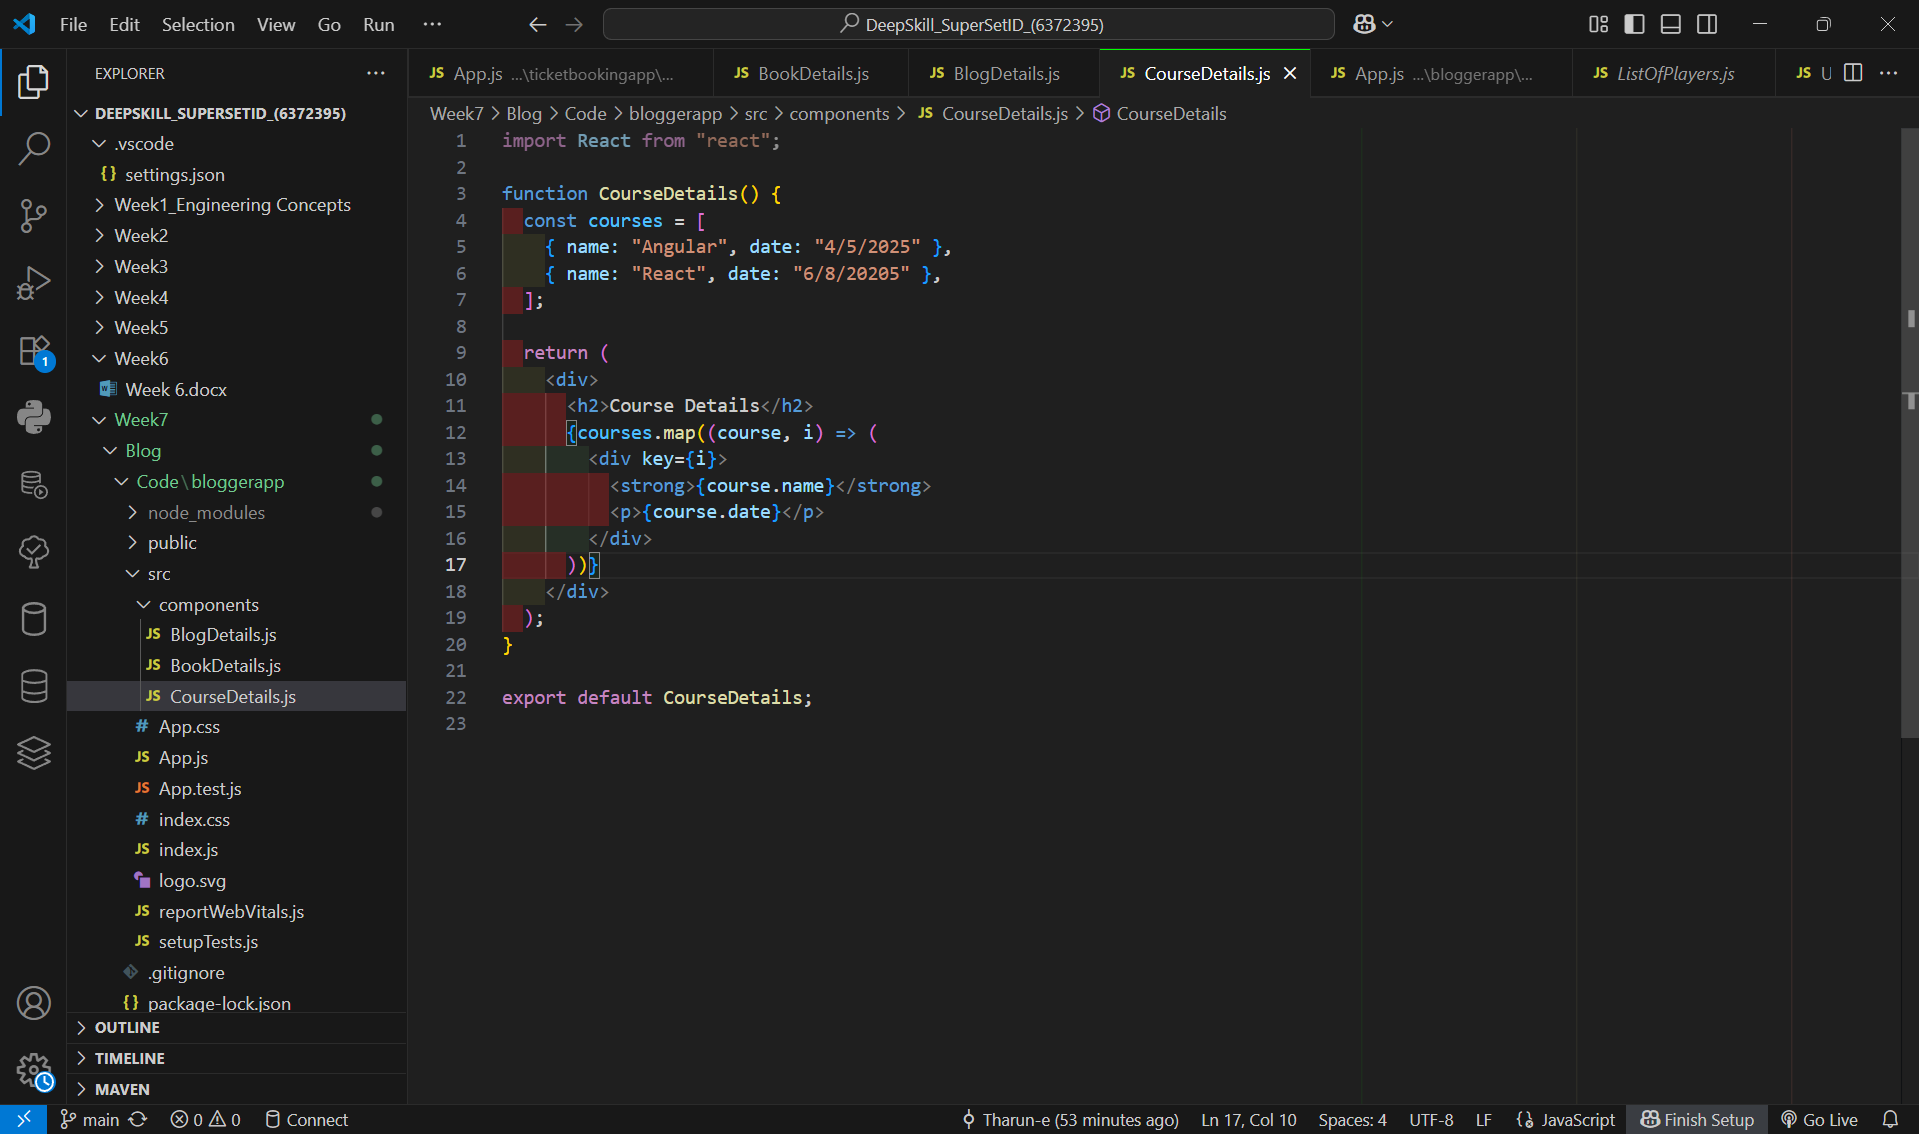 File Edit Selection View Go Run ···
DeepSkill_SuperSetID_(6372395)
EXPLORER
DEEPSKILL_SUPERSETID_(6372395)
.vscode
{} settings.json
Week1_Engineering Concepts
Week2
Week3
Week4
Week5
Week6
Week 6.docx
Week7
Blog
Code\bloggerapp
node_modules
public
src
components
JS BlogDetails.js
JS BookDetails.js
JS CourseDetails.js
# App.css
JS App.js
JS App.test.js
# index.css
JS index.js
logo.svg
JS reportWebVitals.js
JS setupTests.js
.gitignore
{} package-lock.json
OUTLINE
TIMELINE
MAVEN
1
JS App.js ...\ticketbookingapp\...
JS BookDetails.js
JS BlogDetails.js
JS CourseDetails.js
JS App.js ...\bloggerapp\...
JS ListOfPlayers.js
JS U
Week7 > Blog > Code > bloggerapp > src > components > JS CourseDetails.js > CourseDetails
1 import React from "react";
2
3 function CourseDetails() {
4 const courses = [
5 { name: "Angular", date: "4/5/2025" },
6 { name: "React", date: "6/8/20205" },
7 ];
8
9 return (
10 <div>
11 <h2>Course Details</h2>
12 {courses.map((course, i) => (
13 <div key={i}>
14 <strong>{course.name}</strong>
15 <p>{course.date}</p>
16 </div>
17 ))}
18 </div>
19 );
20 }
21
22 export default CourseDetails;
23
main 0 0 Connect
Tharun-e (53 minutes ago) Ln 17, Col 10 Spaces: 4 UTF-8 LF {} JavaScript Finish Setup Go Live